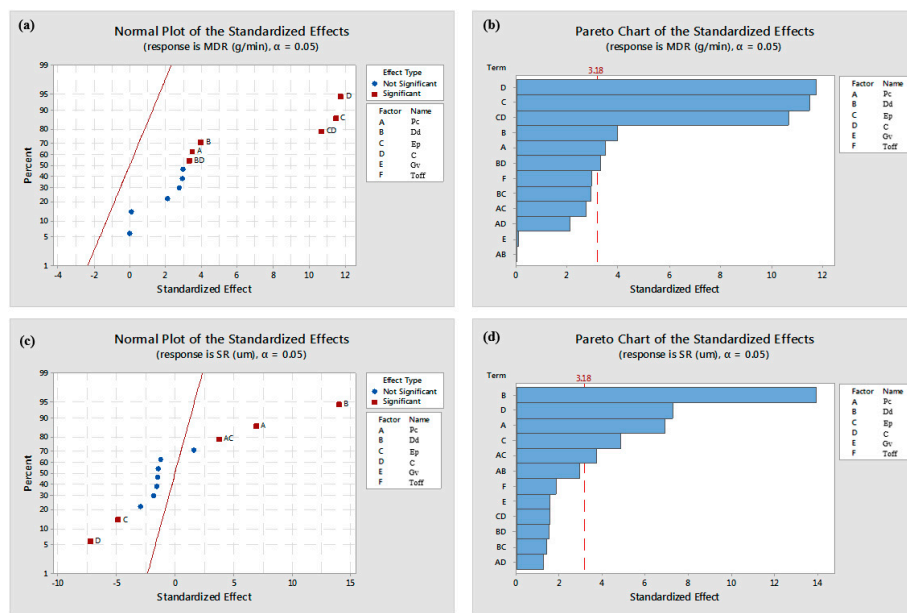 (a)
Normal Plot of the Standardized Effects
(response is MDR (g/min), α = 0.05)
99
95
90
80
70
60
50
40
30
20
10
5
1
Percent
D
C
CD
B
A
BD
-4
-2
0
2
4
6
8
10
12
Standardized Effect
Effect Type
Not Significant
Significant
Factor Name
A Pc
B Dd
C Ep
D C
E Gv
F Toff
(b)
Pareto Chart of the Standardized Effects
(response is MDR (g/min), α = 0.05)
Term
3.18
D
C
CD
B
A
BD
F
BC
AC
AD
E
AB
0
2
4
6
8
10
12
Standardized Effect
Factor Name
A Pc
B Dd
C Ep
D C
E Gv
F Toff
(c)
Normal Plot of the Standardized Effects
(response is SR (um), α = 0.05)
99
95
90
80
70
60
50
40
30
20
10
5
1
Percent
B
A
AC
C
D
-10
-5
0
5
10
15
Standardized Effect
Effect Type
Not Significant
Significant
Factor Name
A Pc
B Dd
C Ep
D C
E Gv
F Toff
(d)
Pareto Chart of the Standardized Effects
(response is SR (um), α = 0.05)
Term
3.18
B
D
A
C
AC
AB
F
E
CD
BD
BC
AD
0
2
4
6
8
10
12
14
Standardized Effect
Factor Name
A Pc
B Dd
C Ep
D C
E Gv
F Toff